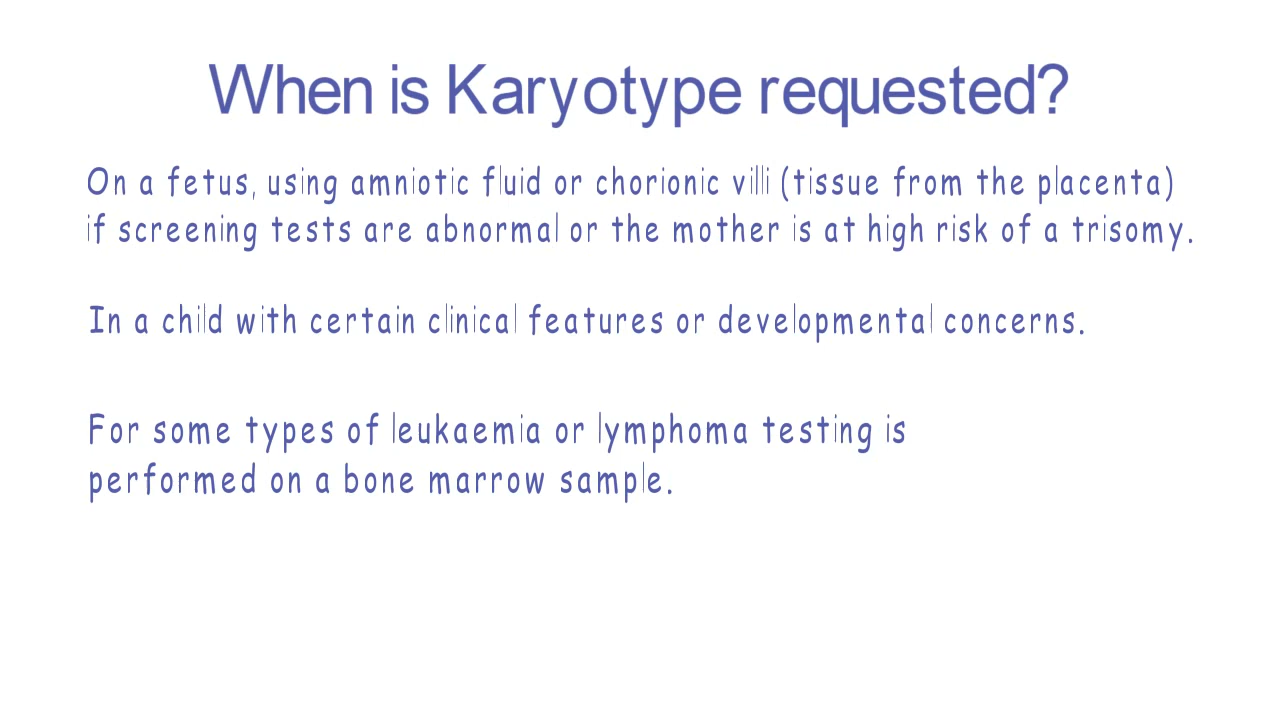 When is Karyotype requested?
On a fetus, using amniotic fluid or chorionic villi (tissue from the placenta)
if screening tests are abnormal or the mother is at high risk of a trisomy.
In a child with certain clinical features or developmental concerns.
For some types of leukaemia or lymphoma testing is
performed on a bone marrow sample.